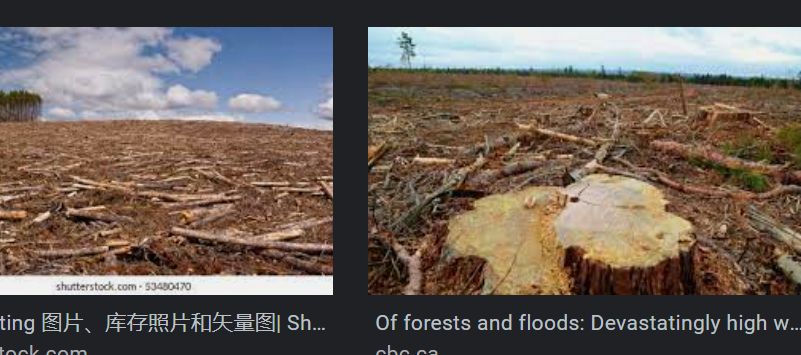 shutterstock.com · 53480470
ting 图片、库存照片和矢量图| Sh...
Of forests and floods: Devastatingly high w...
tock.com
cbc.ca